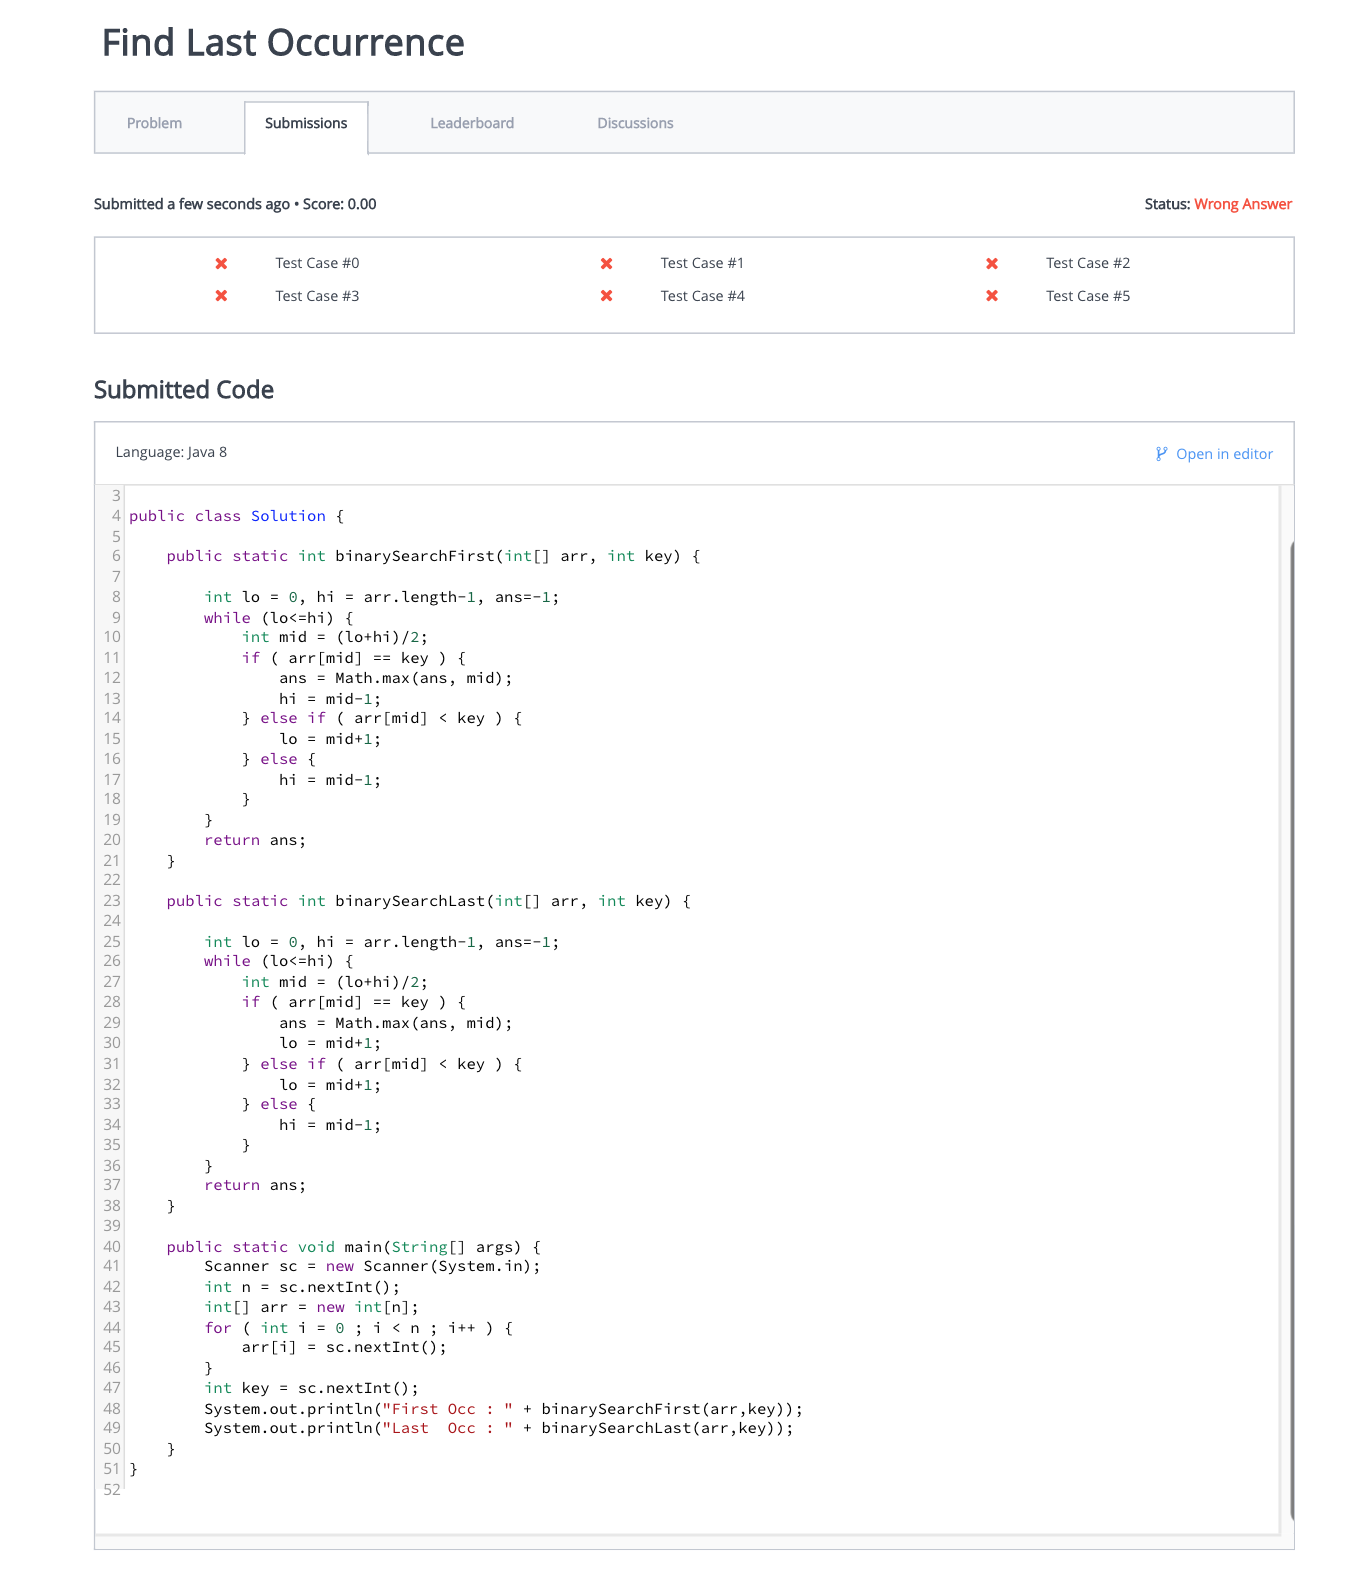 Find Last Occurrence
Problem Submissions Leaderboard Discussions
Submitted a few seconds ago • Score: 0.00 Status: Wrong Answer
Test Case #0 Test Case #1 Test Case #2
Test Case #3 Test Case #4 Test Case #5
Submitted Code
Language: Java 8 Open in editor
3
4 public class Solution {
5
6     public static int binarySearchFirst(int[] arr, int key) {
7
8         int lo = 0, hi = arr.length-1, ans=-1;
9         while (lo<=hi) {
10             int mid = (lo+hi)/2;
11             if ( arr[mid] == key ) {
12                 ans = Math.max(ans, mid);
13                 hi = mid-1;
14             } else if ( arr[mid] < key ) {
15                 lo = mid+1;
16             } else {
17                 hi = mid-1;
18             }
19         }
20         return ans;
21     }
22
23     public static int binarySearchLast(int[] arr, int key) {
24
25         int lo = 0, hi = arr.length-1, ans=-1;
26         while (lo<=hi) {
27             int mid = (lo+hi)/2;
28             if ( arr[mid] == key ) {
29                 ans = Math.max(ans, mid);
30                 lo = mid+1;
31             } else if ( arr[mid] < key ) {
32                 lo = mid+1;
33             } else {
34                 hi = mid-1;
35             }
36         }
37         return ans;
38     }
39
40     public static void main(String[] args) {
41         Scanner sc = new Scanner(System.in);
42         int n = sc.nextInt();
43         int[] arr = new int[n];
44         for ( int i = 0 ; i < n ; i++ ) {
45             arr[i] = sc.nextInt();
46         }
47         int key = sc.nextInt();
48         System.out.println("First Occ : " + binarySearchFirst(arr,key));
49         System.out.println("Last  Occ : " + binarySearchLast(arr,key));
50     }
51 }
52